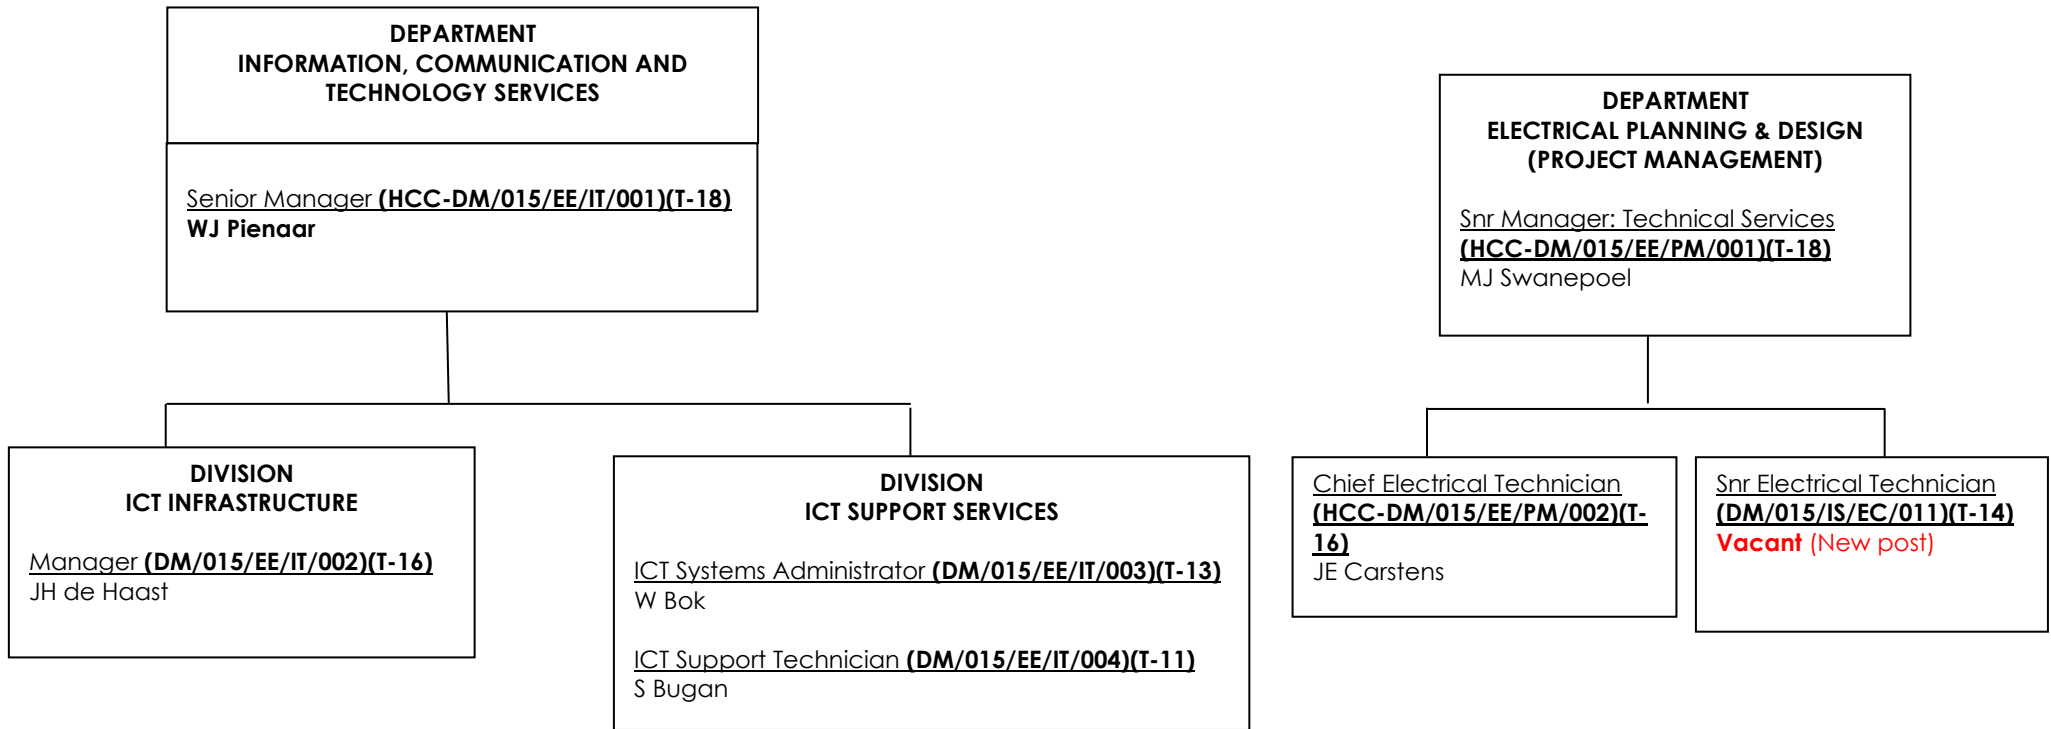 DEPARTMENT
INFORMATION, COMMUNICATION AND
TECHNOLOGY SERVICES
Senior Manager (HCC-DM/015/EE/IT/001)(T-18)
WJ Pienaar
DEPARTMENT
ELECTRICAL PLANNING & DESIGN
(PROJECT MANAGEMENT)
Snr Manager: Technical Services
(HCC-DM/015/EE/PM/001)(T-18)
MJ Swanepoel
DIVISION
ICT INFRASTRUCTURE
Manager (DM/015/EE/IT/002)(T-16)
JH de Haast
DIVISION
ICT SUPPORT SERVICES
ICT Systems Administrator (DM/015/EE/IT/003)(T-13)
W Bok
ICT Support Technician (DM/015/EE/IT/004)(T-11)
S Bugan
Chief Electrical Technician
(HCC-DM/015/EE/PM/002)(T-
16)
JE Carstens
Snr Electrical Technician
(DM/015/IS/EC/011)(T-14)
Vacant (New post)